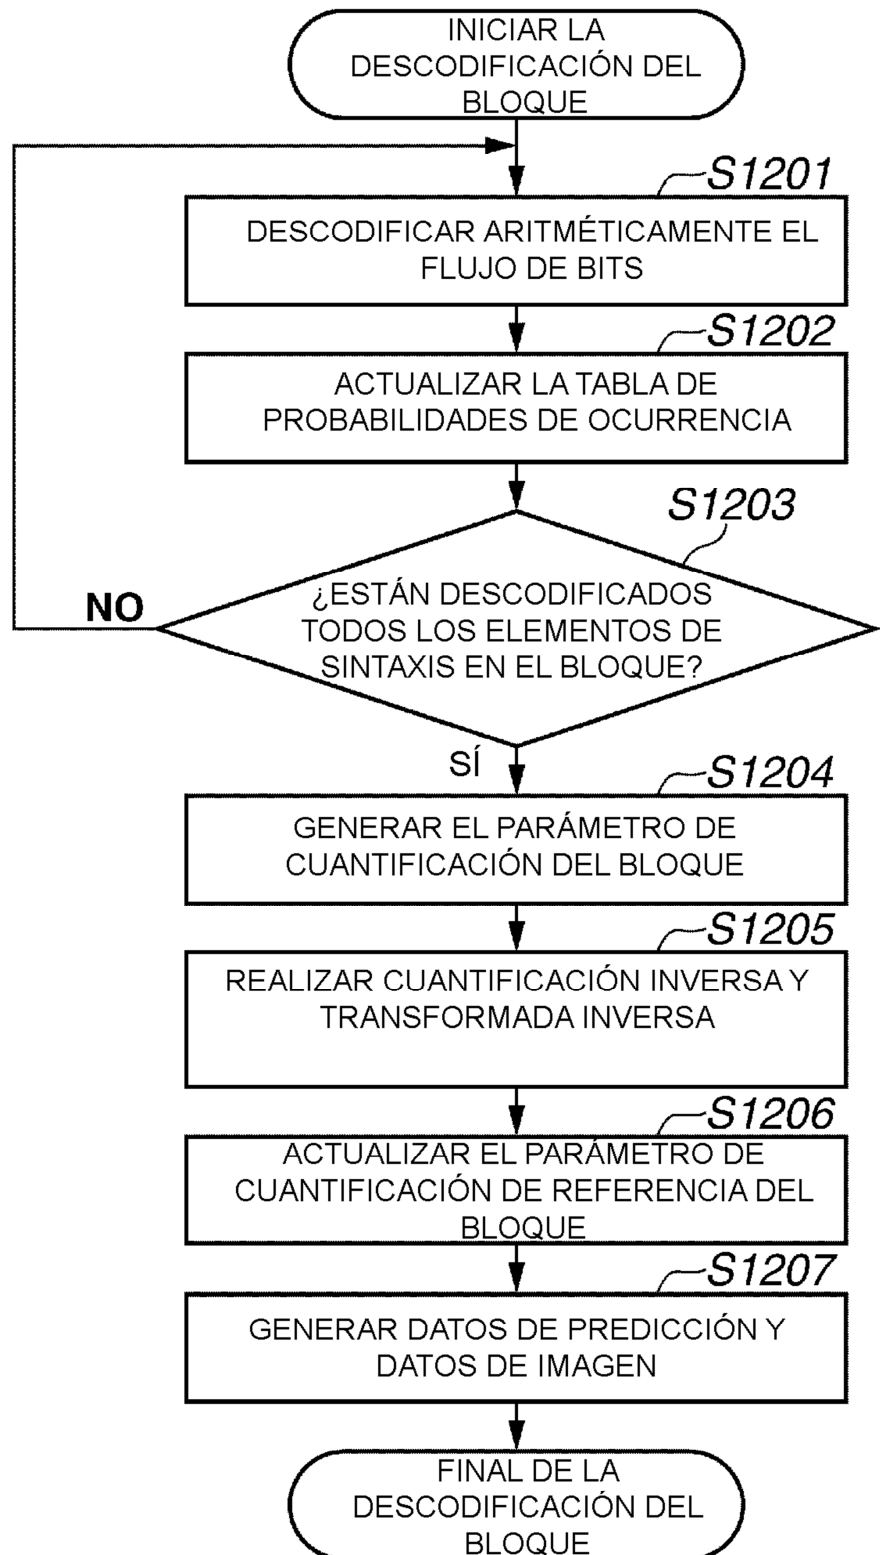 INICIAR LA
DESCODIFICACIÓN DEL
BLOQUE
S1201
DESCODIFICAR ARITMÉTICAMENTE EL
FLUJO DE BITS
S1202
ACTUALIZAR LA TABLA DE
PROBABILIDADES DE OCURRENCIA
S1203
¿ESTÁN DESCODIFICADOS
TODOS LOS ELEMENTOS DE
SINTAXIS EN EL BLOQUE?
NO
SÍ
S1204
GENERAR EL PARÁMETRO DE
CUANTIFICACIÓN DEL BLOQUE
S1205
REALIZAR CUANTIFICACIÓN INVERSA Y
TRANSFORMADA INVERSA
S1206
ACTUALIZAR EL PARÁMETRO DE
CUANTIFICACIÓN DE REFERENCIA DEL
BLOQUE
S1207
GENERAR DATOS DE PREDICCIÓN Y
DATOS DE IMAGEN
FINAL DE LA
DESCODIFICACIÓN DEL
BLOQUE